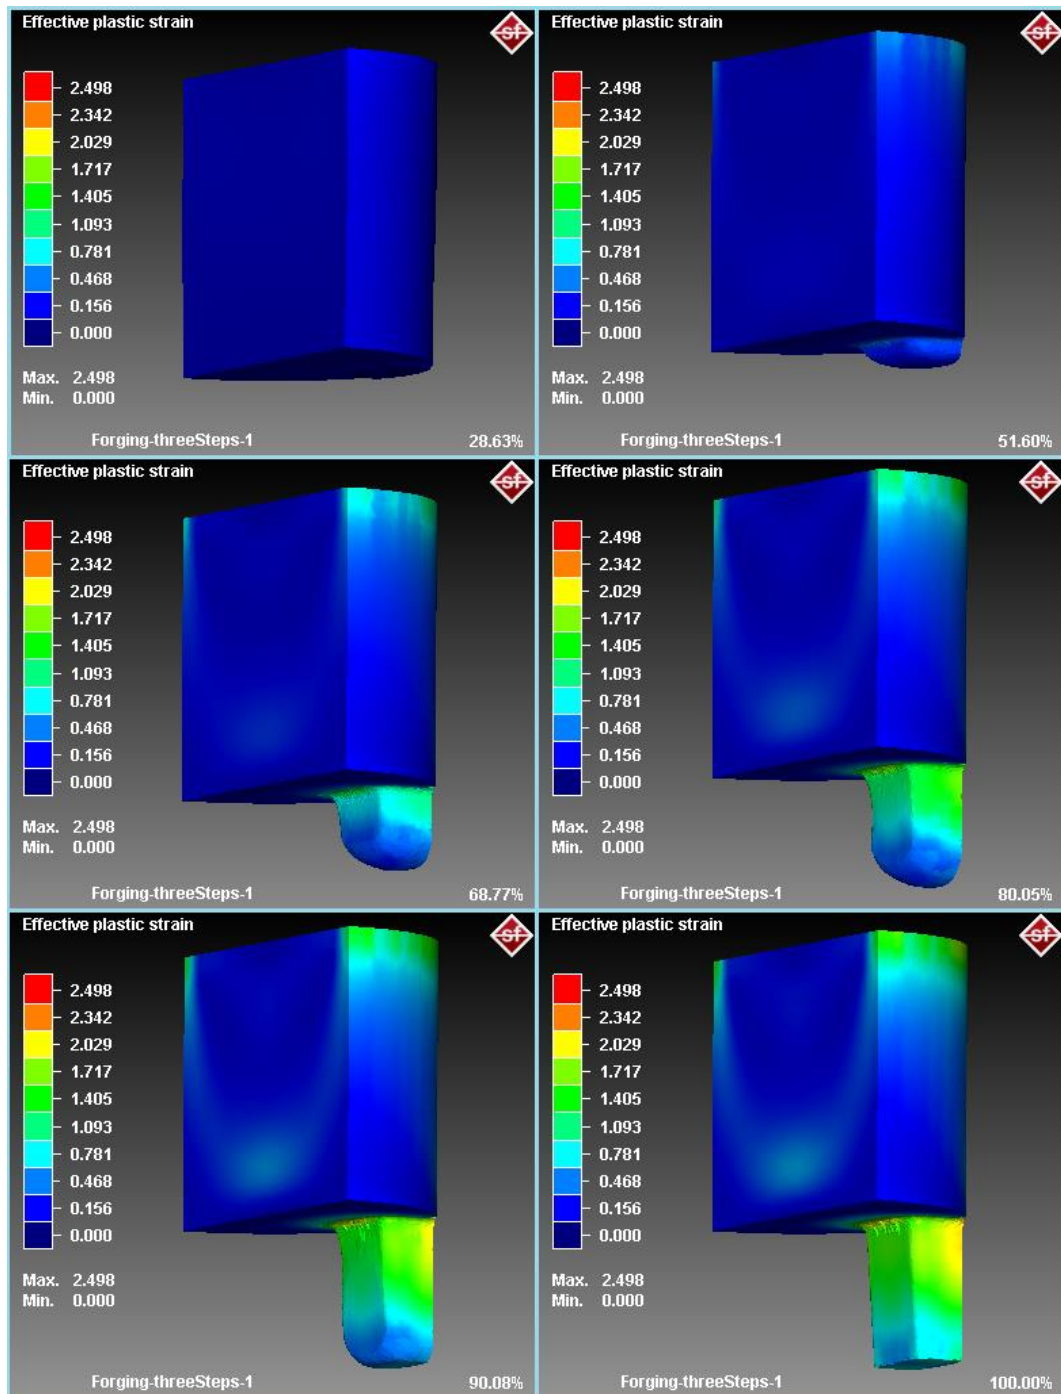 Effective plastic strain
sf
2.498
2.342
2.029
1.717
1.405
1.093
0.781
0.468
0.156
0.000
Max. 2.498
Min. 0.000
Forging-threeSteps-1 28.63%
Effective plastic strain
sf
2.498
2.342
2.029
1.717
1.405
1.093
0.781
0.468
0.156
0.000
Max. 2.498
Min. 0.000
Forging-threeSteps-1 51.60%
Effective plastic strain
sf
2.498
2.342
2.029
1.717
1.405
1.093
0.781
0.468
0.156
0.000
Max. 2.498
Min. 0.000
Forging-threeSteps-1 68.77%
Effective plastic strain
sf
2.498
2.342
2.029
1.717
1.405
1.093
0.781
0.468
0.156
0.000
Max. 2.498
Min. 0.000
Forging-threeSteps-1 80.05%
Effective plastic strain
sf
2.498
2.342
2.029
1.717
1.405
1.093
0.781
0.468
0.156
0.000
Max. 2.498
Min. 0.000
Forging-threeSteps-1 90.08%
Effective plastic strain
sf
2.498
2.342
2.029
1.717
1.405
1.093
0.781
0.468
0.156
0.000
Max. 2.498
Min. 0.000
Forging-threeSteps-1 100.00%